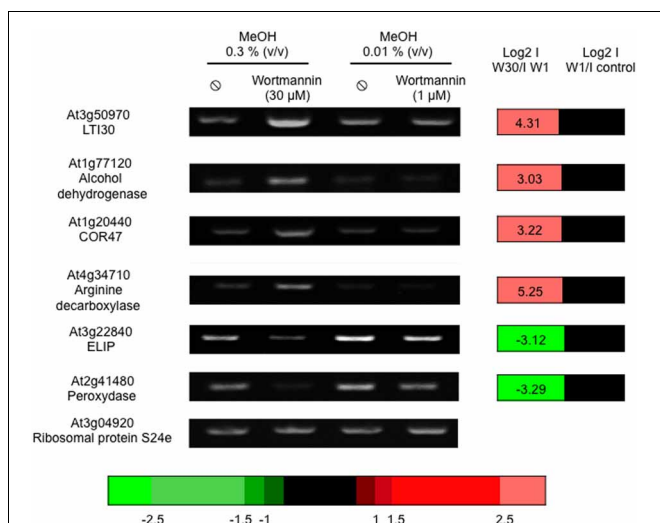 MeOH
0.3 % (v/v)
MeOH
0.01 % (v/v)
Log2 I
W30/I W1
Log2 I
W1/I control
Wortmannin
(30 µM)
Wortmannin
(1 µM)
At3g50970
LTI30
4.31
At1g77120
Alcohol
dehydrogenase
3.03
At1g20440
COR47
3.22
At4g34710
Arginine
decarboxylase
5.25
At3g22840
ELIP
-3.12
At2g41480
Peroxydase
-3.29
At3g04920
Ribosomal protein S24e
-2.5 -1.5 -1 1 1.5 2.5